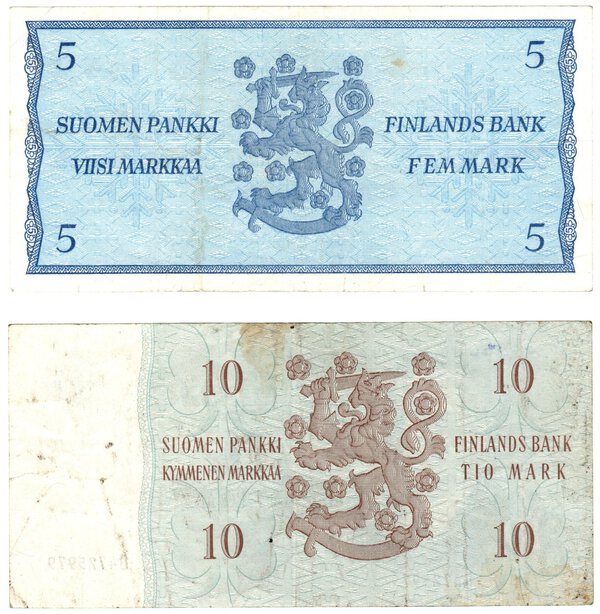 5 5
SUOMEN PANKKI FINLANDS BANK
VIISI MARKKAA FEM MARK
5 5
10 10
SUOMEN PANKKI FINLANDS BANK
KYMMENEN MARKKAA TIO MARK
10 10